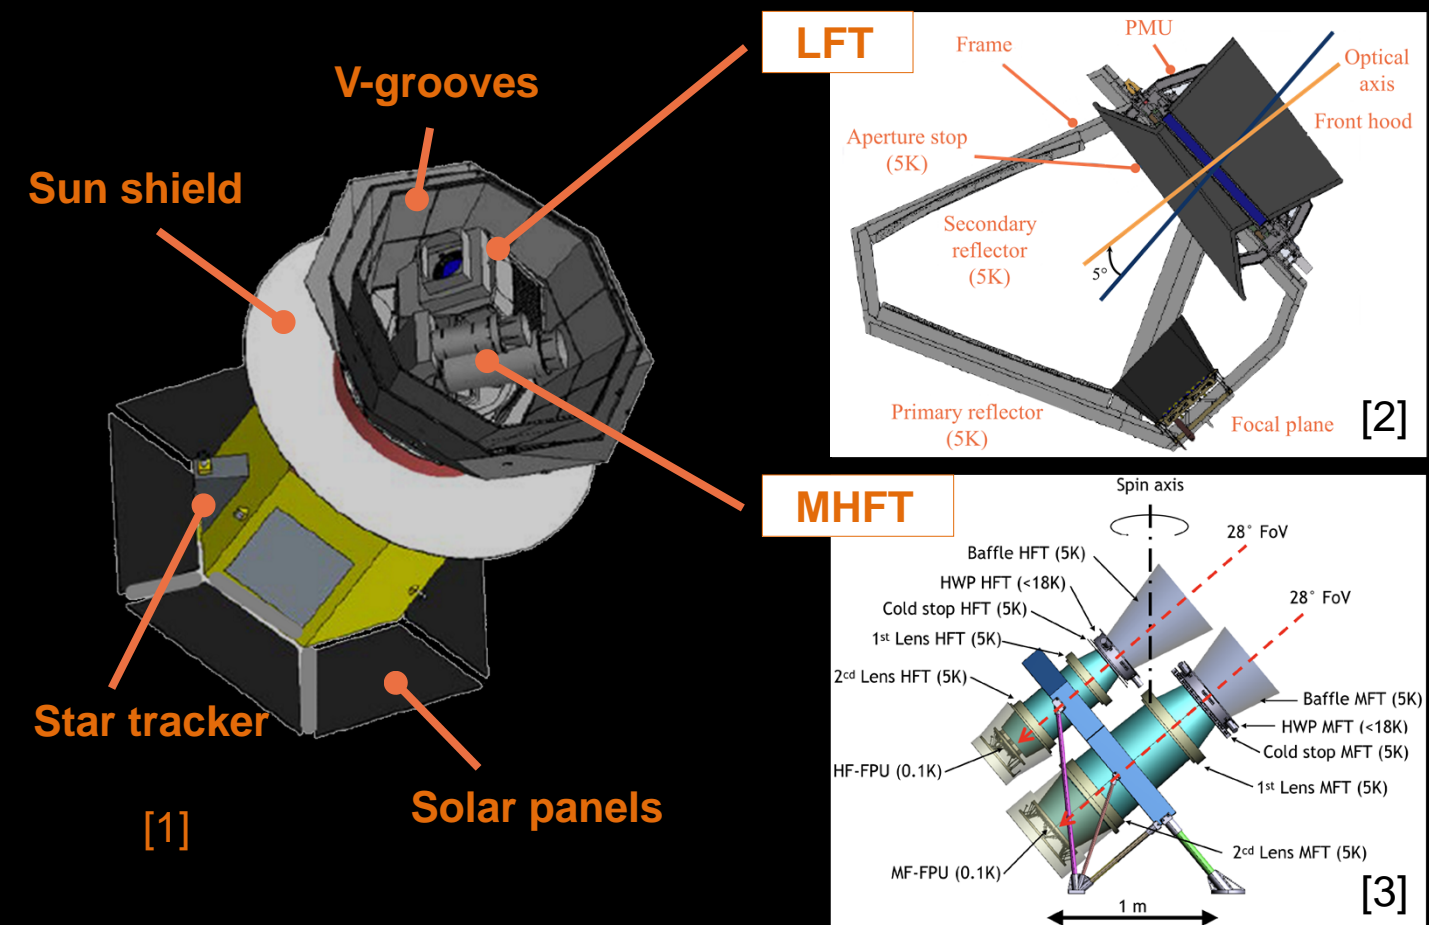 V-grooves
Sun shield
Star tracker
Solar panels
[1]
LFT
Frame
PMU
Optical
axis
Front hood
Aperture stop
(5K)
Secondary
reflector
(5K)
5°
Primary reflector
(5K)
Focal plane
[2]
MHFT
Spin axis
28° FoV
Baffle HFT (5K)
HWP HFT (<18K)
Cold stop HFT (5K)
1st Lens HFT (5K)
2cd Lens HFT (5K)
HF-FPU (0.1K)
MF-FPU (0.1K)
28° FoV
Baffle MFT (5K)
HWP MFT (<18K)
Cold stop MFT (5K)
1st Lens MFT (5K)
2cd Lens MFT (5K)
1 m
[3]